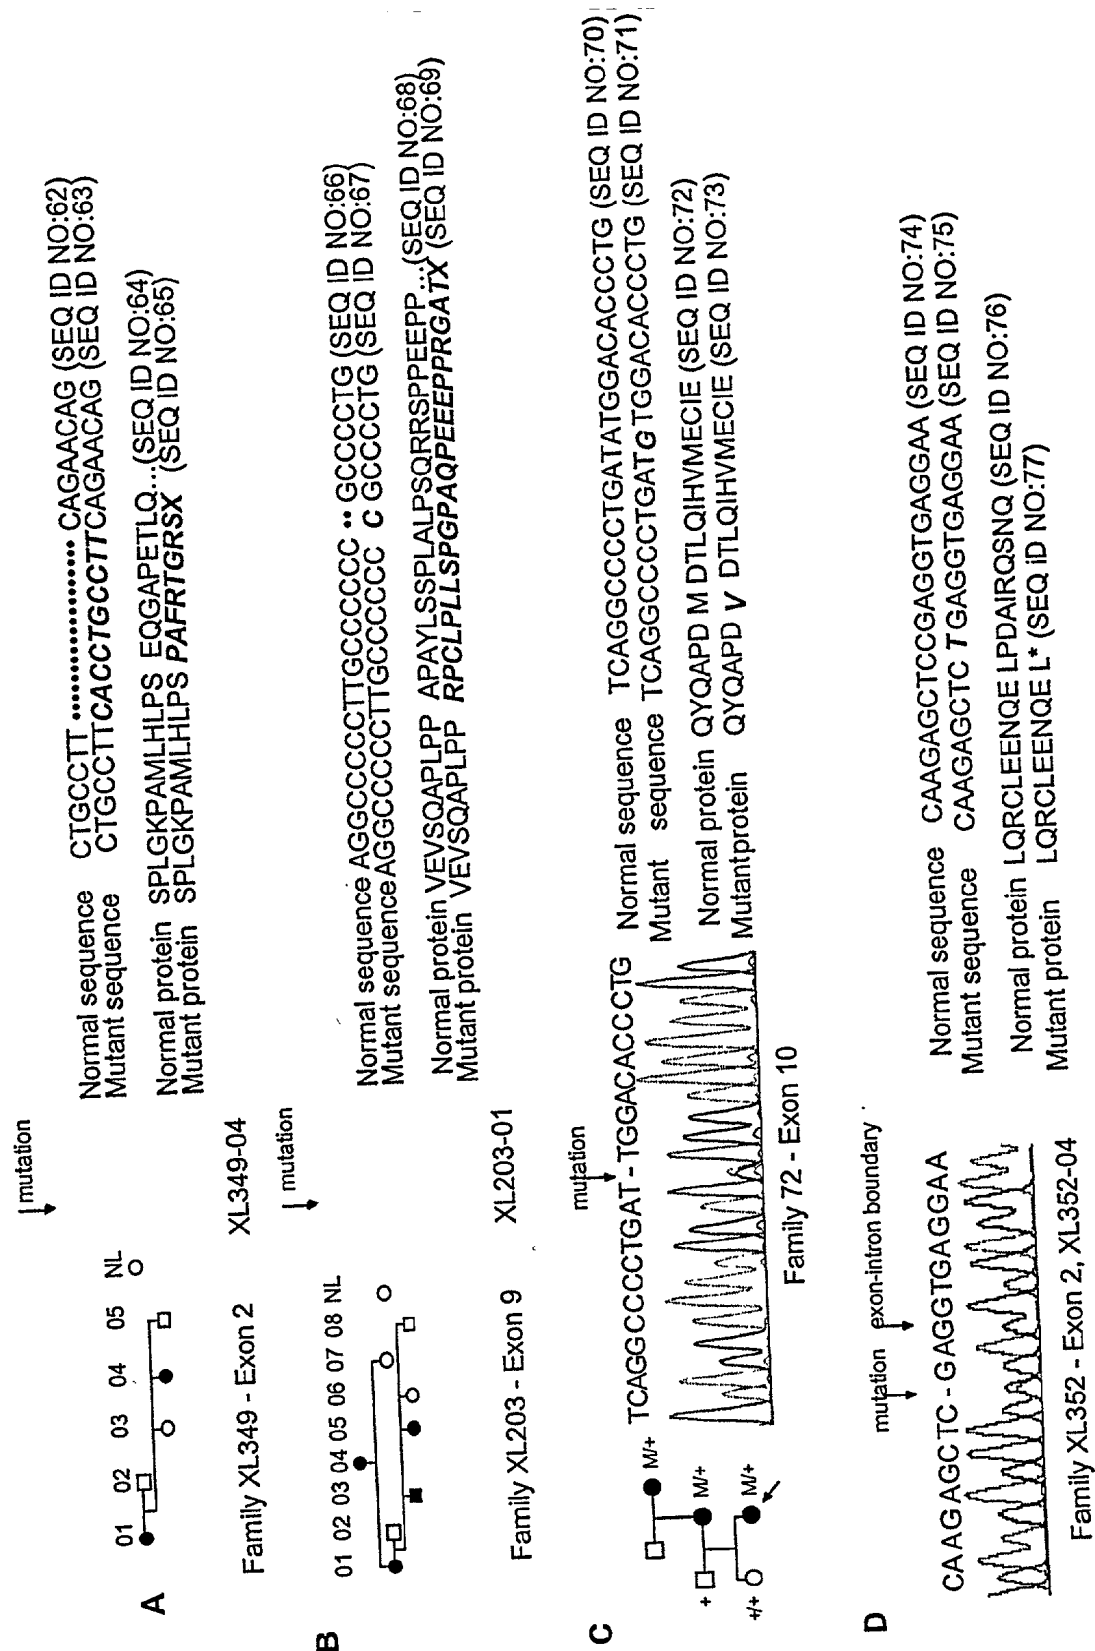 A
01 02 03 04 05 NL
mutation
Family XL349 - Exon 2
XL349-04
Normal sequence CTGCCTT •••••••••••••••••• CAGAACAG (SEQ ID NO:62)
Mutant sequence CTGCCTTCACCTGCCTTCAGAACAG (SEQ ID NO:63)
Normal protein SPLGKPAMLHLPS EQGAPETLQ...(SEQ ID NO:64)
Mutant protein SPLGKPAMLHLPS PAFRTGRSX (SEQ ID NO:65)
B
01 02 03 04 05 06 07 08 NL
mutation
Family XL203 - Exon 9
XL203-01
Normal sequence AGGCCCCCTTGCCCCCC •• GCCCCTG (SEQ ID NO:66)
Mutant sequence AGGCCCCCTTGCCCCCC C GCCCCTG (SEQ ID NO:67)
Normal protein VEVSQAPLPP APAYLSSPLALPSQRRSPPEEPP...(SEQ ID NO:68)
Mutant protein VEVSQAPLPP RPCLPLLSPGPAQPEEEPPRGATX (SEQ ID NO:69)
C
M/+
+ M/+
+/+ M/+
mutation
TCAGGCCCCTGAT - TGGACACCCTG
Family 72 - Exon 10
Normal sequence TCAGGCCCCTGATATGGACACCCTG (SEQ ID NO:70)
Mutant sequence TCAGGCCCCTGATGTGGACACCCTG (SEQ ID NO:71)
Normal protein QYQAPD M DTLQIHVMECIE (SEQ ID NO:72)
Mutantprotein QYQAPD V DTLQIHVMECIE (SEQ ID NO:73)
D
mutation exon-intron boundary
CAAGAGCTC - GAGGTGAGGAA
Family XL352 - Exon 2, XL352-04
Normal sequence CAAGAGCTCCGAGGTGAGGAA (SEQ ID NO:74)
Mutant sequence CAAGAGCTC TGAGGTGAGGAA (SEQ ID NO:75)
Normal protein LQRCLEENQE LPDAIRQSNQ (SEQ ID NO:76)
Mutant protein LQRCLEENQE L* (SEQ ID NO:77)